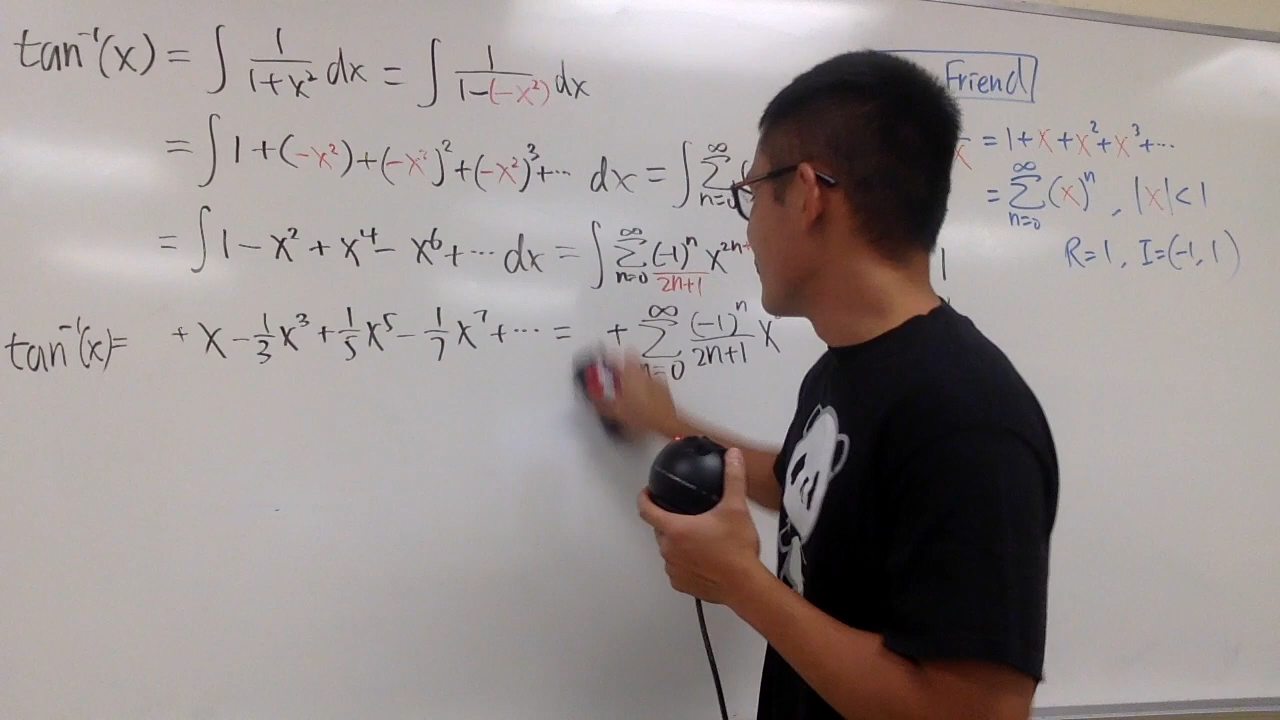 tan⁻¹(x) = ∫ 1/(1+x²) dx = ∫ 1/(1-(-x²)) dx
= ∫ 1+(-x²)+(-x²)²+(-x²)³+⋯ dx = ∫ ∑_{n=0}^{∞} (
= ∫ 1 - x² + x⁴ - x⁶ + ⋯ dx = ∫ ∑_{n=0}^{∞} (-1)ⁿ x²ⁿ⁺
2n+1
tan⁻¹(x) = + x - 1/3 x³ + 1/5 x⁵ - 1/7 x⁷ + ⋯ = + ∑_{n=0}^{∞} (-1)ⁿ/(2n+1) x
Friend
x = 1+x+x²+x³+⋯
= ∑_{n=0}^{∞} (x)ⁿ, |x|<1
R=1, I=(-1, 1)